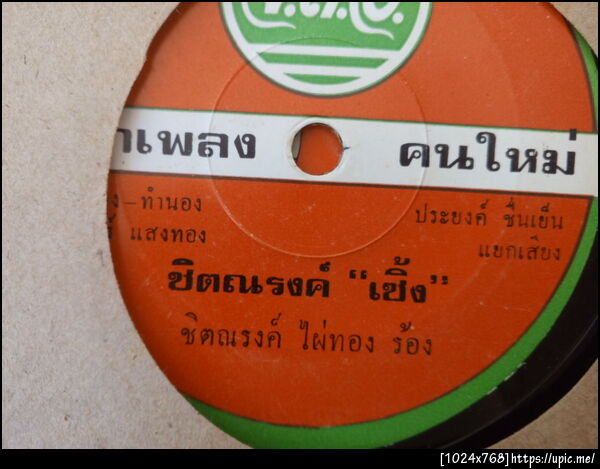 เพลง คนใหม่
– ทำนอง ประยงค์ ชื่นเย็น
แสงทอง แยกเสียง
ชิตณรงค์ "เซิ้ง"
ชิตณรงค์ ไผ่ทอง ร้อง
[1024x768]https://upic.me/